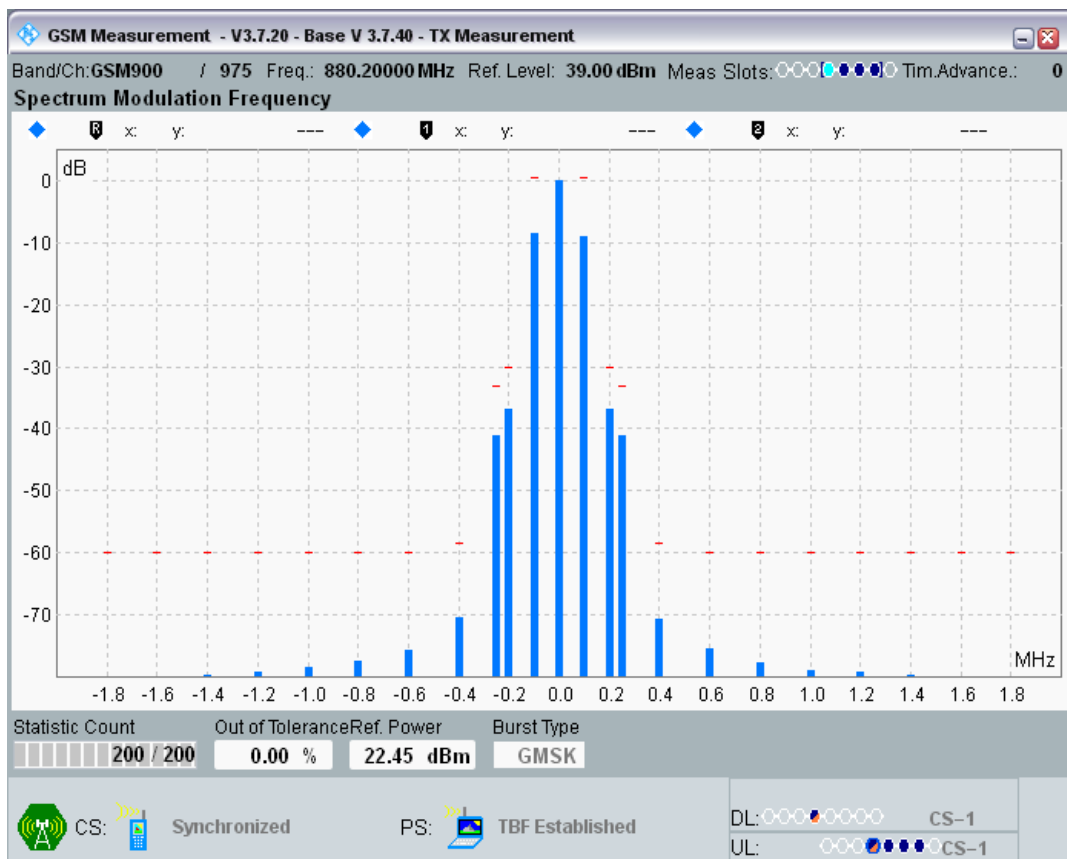 GSM Measurement - V3.7.20 - Base V 3.7.40 - TX Measurement
Band/Ch:GSM900 / 975 Freq.: 880.20000 MHz Ref. Level: 39.00 dBm Meas Slots: Tim.Advance.: 0
Spectrum Modulation Frequency
R x: y: --- 1 x: y: --- 2 x: y: ---
dB
0
-10
-20
-30
-40
-50
-60
-70
MHz
-1.8 -1.6 -1.4 -1.2 -1.0 -0.8 -0.6 -0.4 -0.2 0.0 0.2 0.4 0.6 0.8 1.0 1.2 1.4 1.6 1.8
Statistic Count Out of Tolerance Ref. Power Burst Type
200 / 200 0.00 % 22.45 dBm GMSK
CS: Synchronized PS: TBF Established
DL: CS-1
UL: CS-1